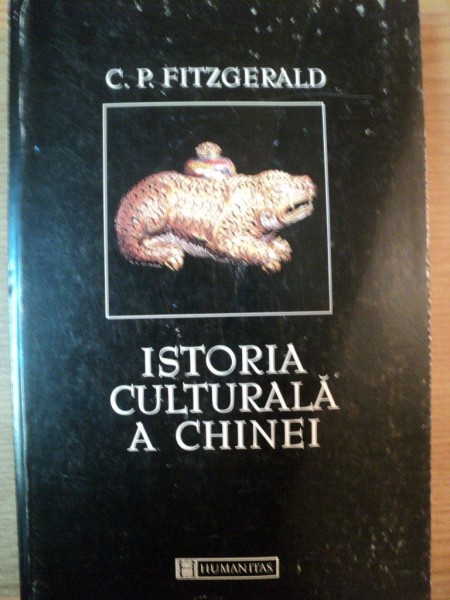 C. P. FITZGERALD
ISTORIA
CULTURALĂ
A CHINEI
HUMANITAS